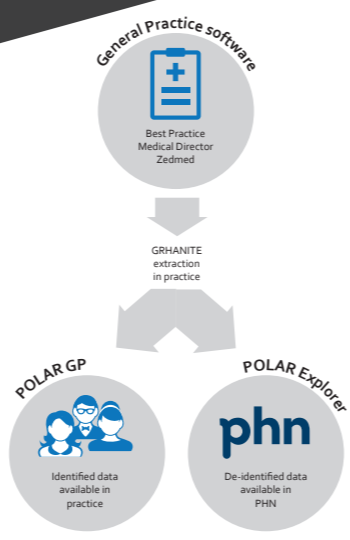 General Practice software
Best Practice
Medical Director
Zedmed
GRHANITE
extraction
in practice
POLAR GP
Identified data
available in
practice
POLAR Explorer
phn
De-identified data
available in
PHN